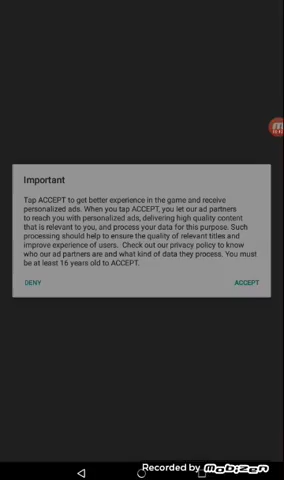 Important
Tap ACCEPT to get better experience in the game and receive
personalized ads. When you tap ACCEPT, you let our ad partners
to reach you with personalized ads, delivering high quality content
that is relevant to you, and process your data for this purpose. Such
processing should help to ensure the quality of relevant titles and
improve experience of users. Check out our privacy policy to know
who our ad partners are and what kind of data they process. You must
be at least 16 years old to ACCEPT.
DENY ACCEPT
Recorded by MOBIZEN